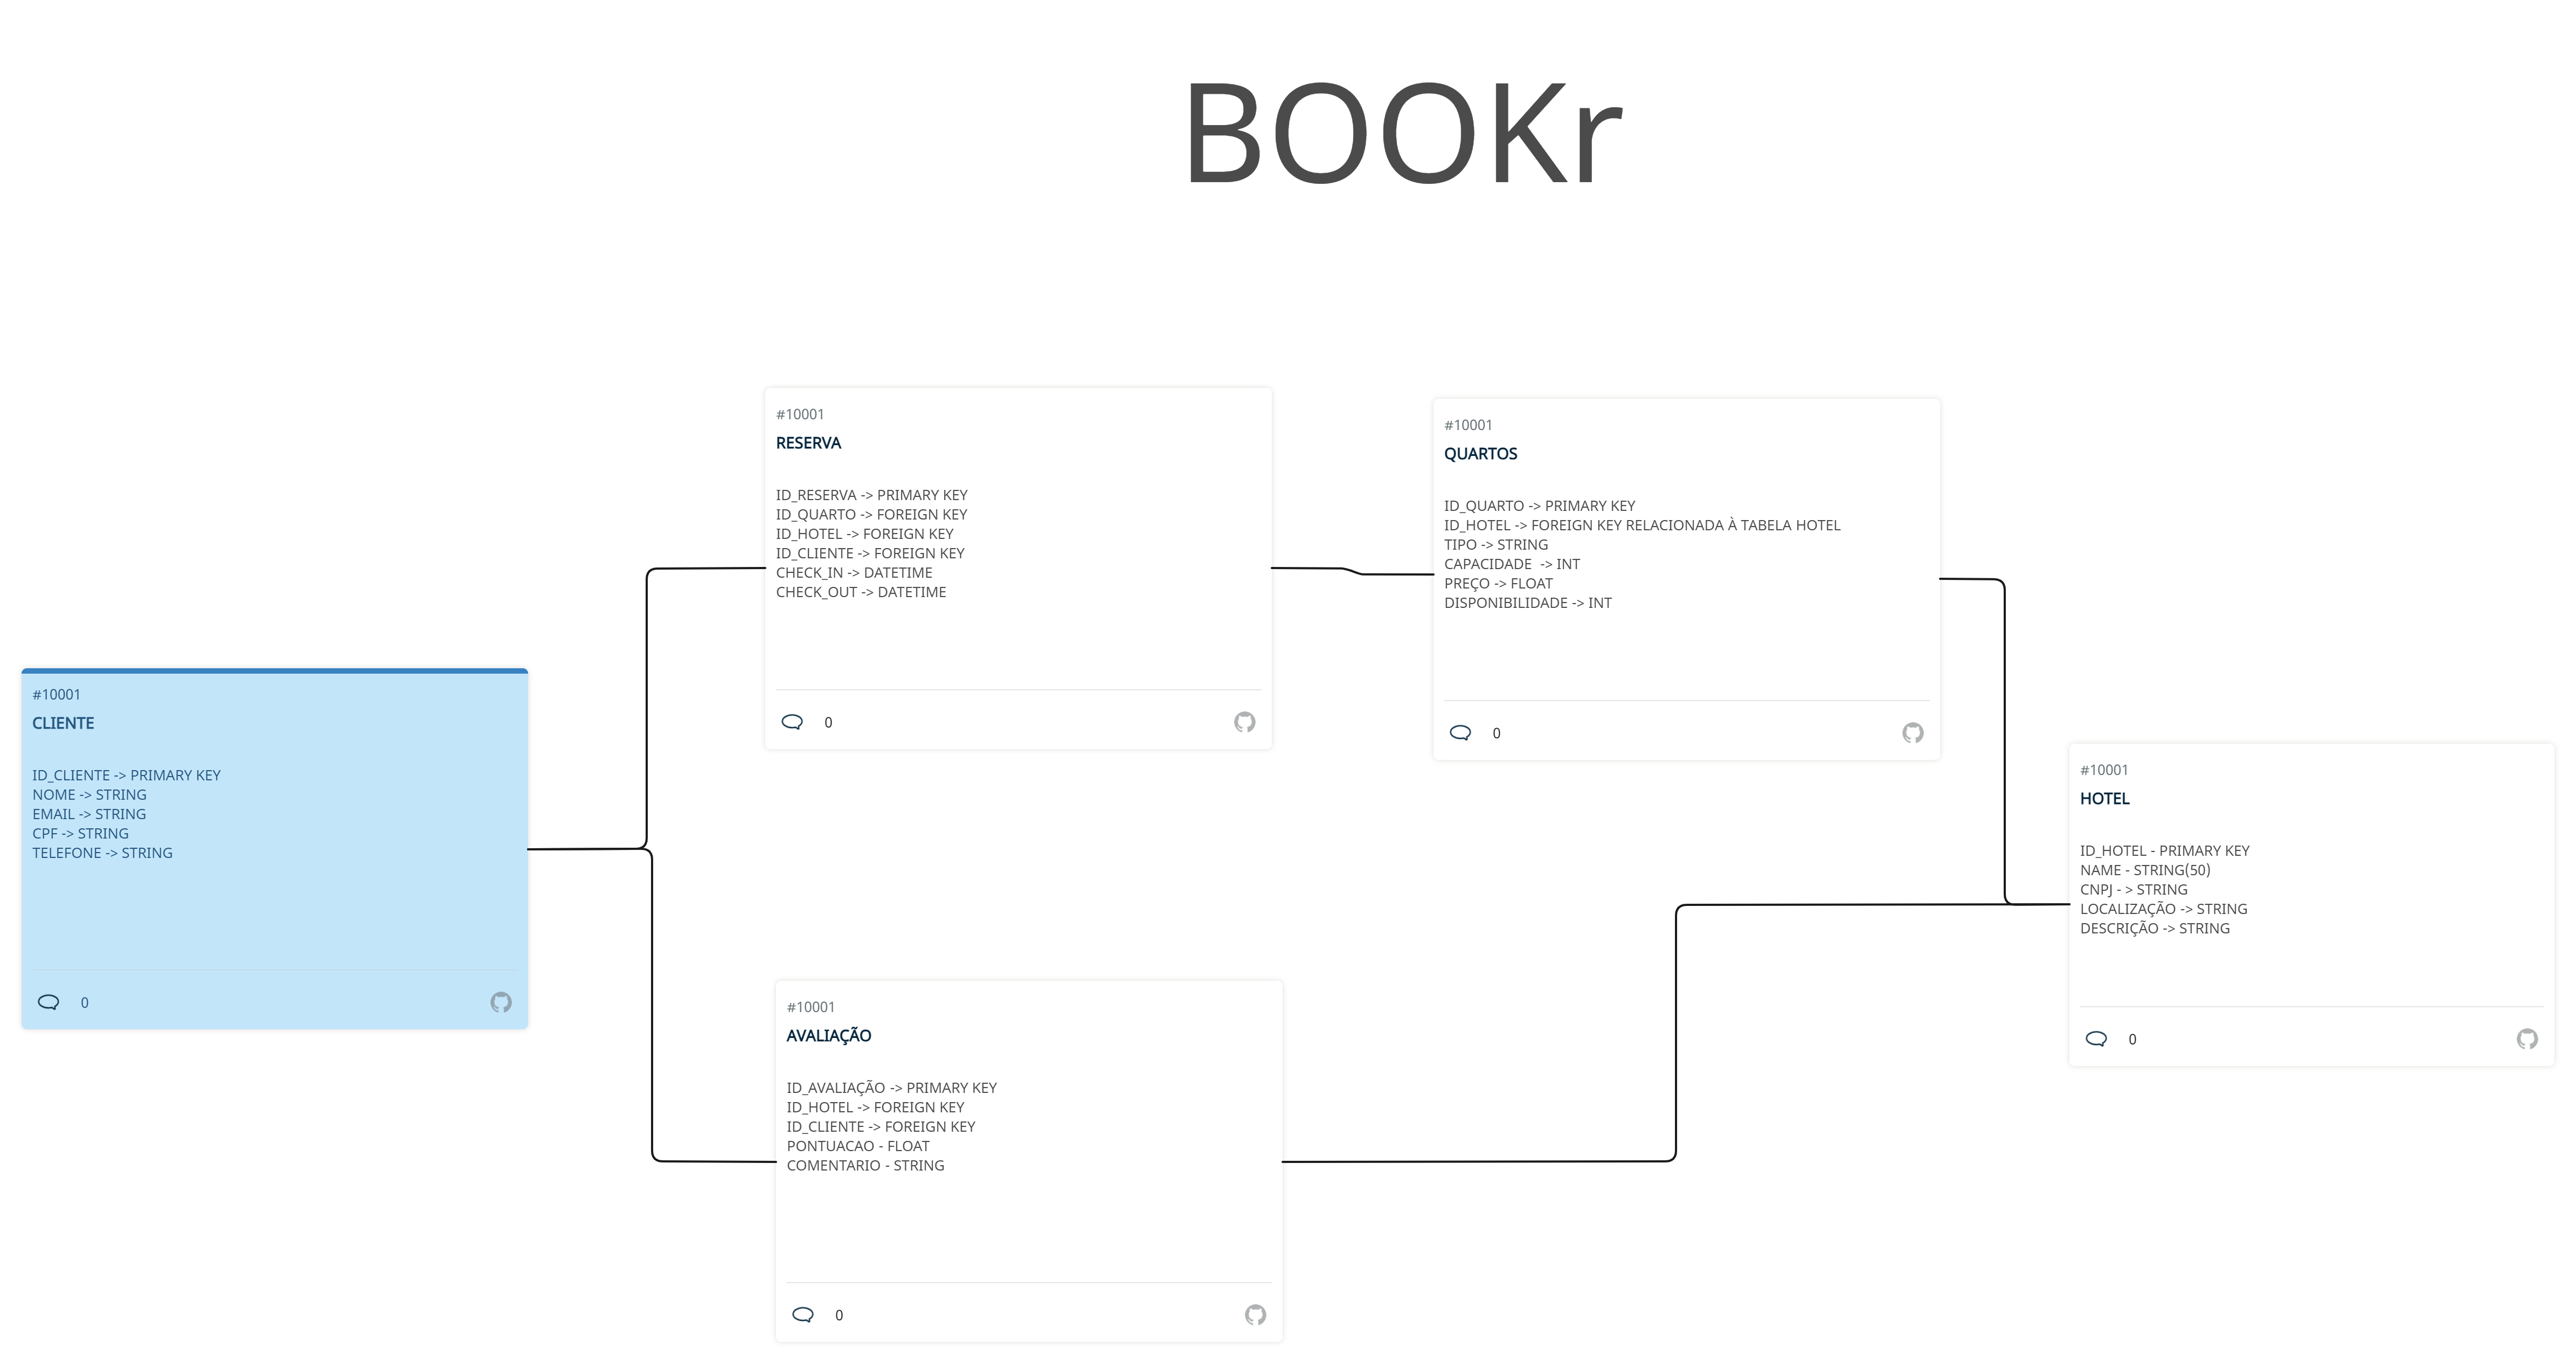 BOOKr
#10001
RESERVA
ID_RESERVA -> PRIMARY KEY
ID_QUARTO -> FOREIGN KEY
ID_HOTEL -> FOREIGN KEY
ID_CLIENTE -> FOREIGN KEY
CHECK_IN -> DATETIME
CHECK_OUT -> DATETIME
0
#10001
QUARTOS
ID_QUARTO -> PRIMARY KEY
ID_HOTEL -> FOREIGN KEY RELACIONADA À TABELA HOTEL
TIPO -> STRING
CAPACIDADE  -> INT
PREÇO -> FLOAT
DISPONIBILIDADE -> INT
0
#10001
CLIENTE
ID_CLIENTE -> PRIMARY KEY
NOME -> STRING
EMAIL -> STRING
CPF -> STRING
TELEFONE -> STRING
0
#10001
HOTEL
ID_HOTEL - PRIMARY KEY
NAME - STRING(50)
CNPJ - > STRING
LOCALIZAÇÃO -> STRING
DESCRIÇÃO -> STRING
0
#10001
AVALIAÇÃO
ID_AVALIAÇÃO -> PRIMARY KEY
ID_HOTEL -> FOREIGN KEY
ID_CLIENTE -> FOREIGN KEY
PONTUACAO - FLOAT
COMENTARIO - STRING
0